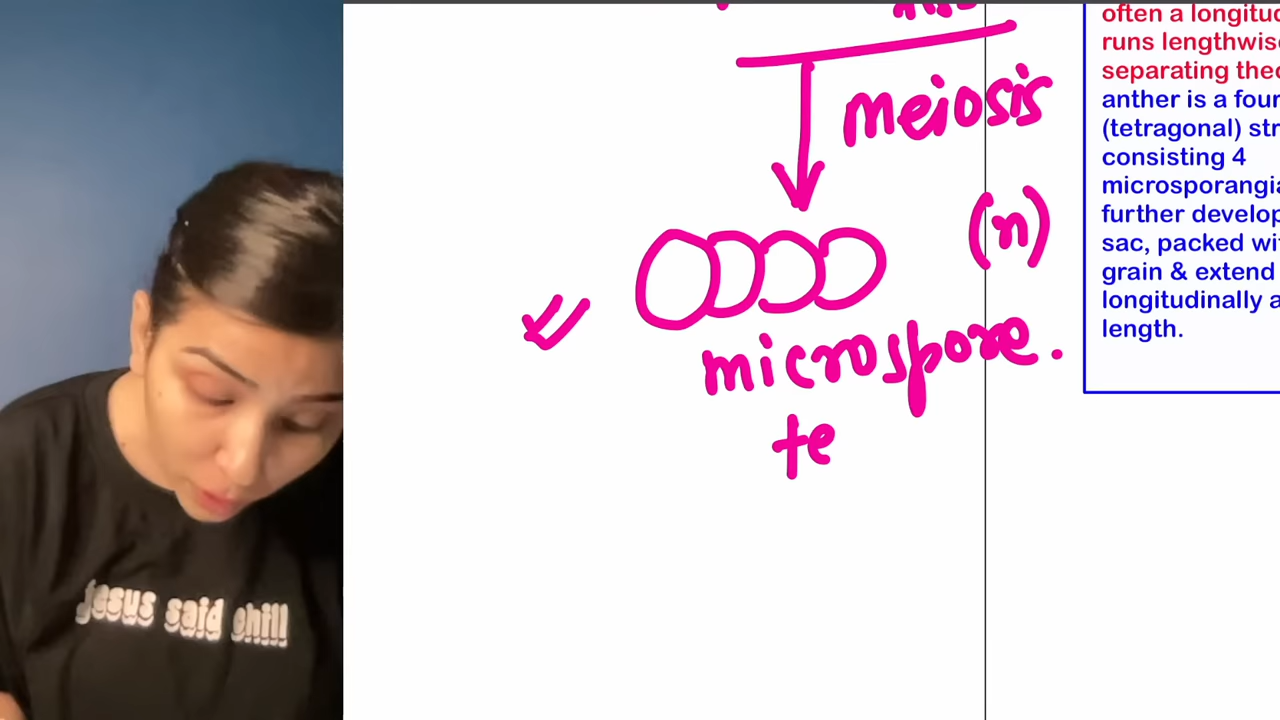 meiosis
(n)
microspore.
te
often a longitud
runs lengthwise
separating thec
anther is a four
(tetragonal) str
consisting 4
microsporangia
further develop
sac, packed wi
grain & extend
longitudinally a
length.
jesus said chill